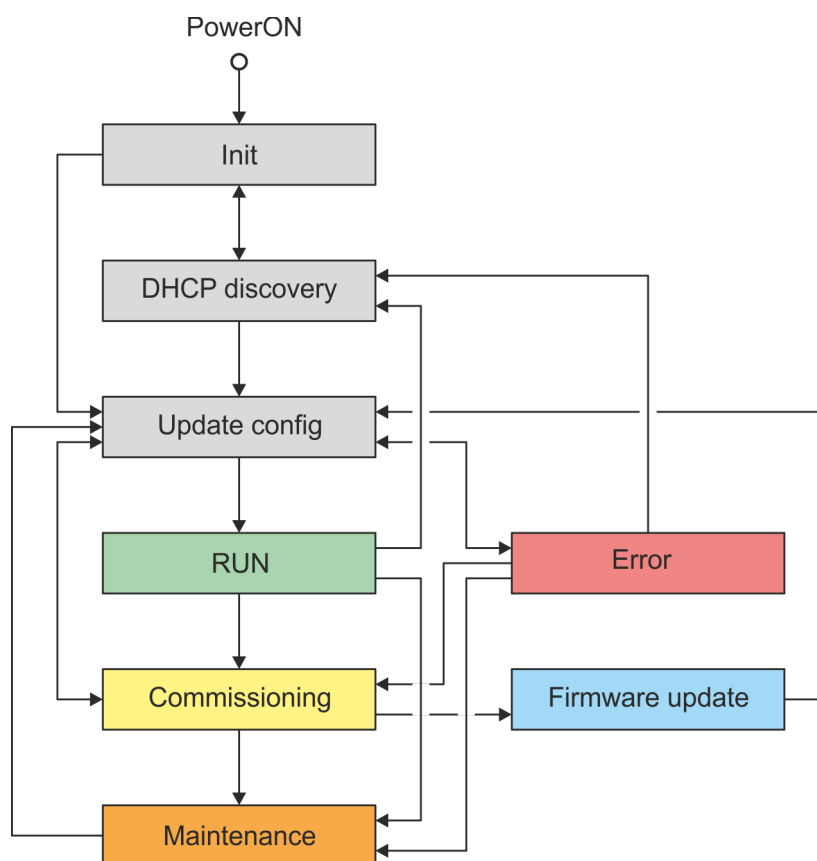 PowerON
Init
DHCP discovery
Update config
RUN
Error
Commissioning
Firmware update
Maintenance